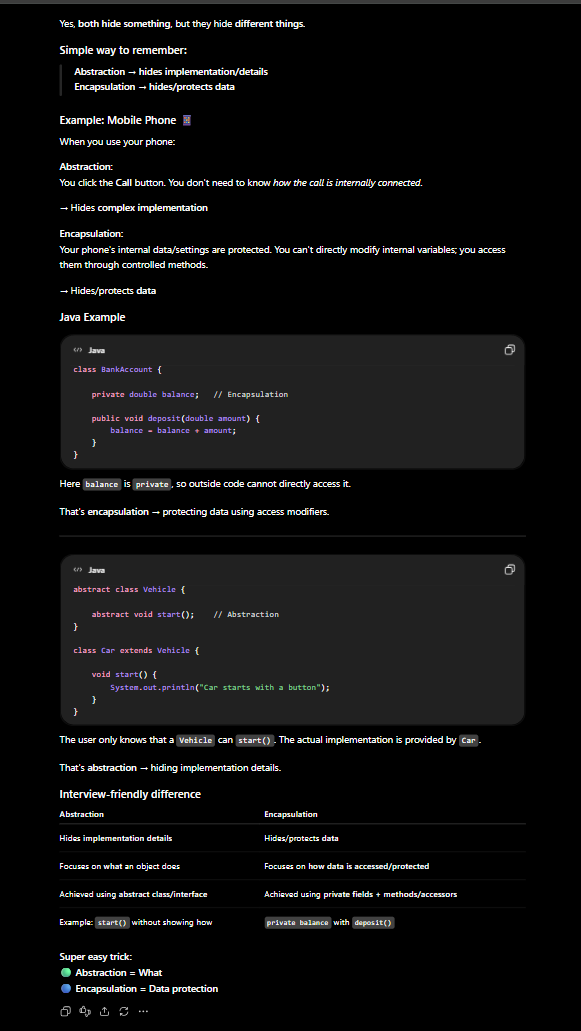 Yes, both hide something, but they hide different things.
Simple way to remember:
Abstraction → hides implementation/details
Encapsulation → hides/protects data
Example: Mobile Phone 📱
When you use your phone:
Abstraction:
You click the Call button. You don't need to know how the call is internally connected.
→ Hides complex implementation
Encapsulation:
Your phone's internal data/settings are protected. You can't directly modify internal variables; you access
them through controlled methods.
→ Hides/protects data
Java Example
</> Java
class BankAccount {
private double balance;   // Encapsulation
public void deposit(double amount) {
balance = balance + amount;
}
}
Here balance is private, so outside code cannot directly access it.
That's encapsulation → protecting data using access modifiers.
</> Java
abstract class Vehicle {
abstract void start();    // Abstraction
}
class Car extends Vehicle {
void start() {
System.out.println("Car starts with a button");
}
}
The user only knows that a Vehicle can start(). The actual implementation is provided by Car.
That's abstraction → hiding implementation details.
Interview-friendly difference
Abstraction Encapsulation
Hides implementation details Hides/protects data
Focuses on what an object does Focuses on how data is accessed/protected
Achieved using abstract class/interface Achieved using private fields + methods/accessors
Example: start() without showing how private balance with deposit()
Super easy trick:
🟢 Abstraction = What
🔵 Encapsulation = Data protection